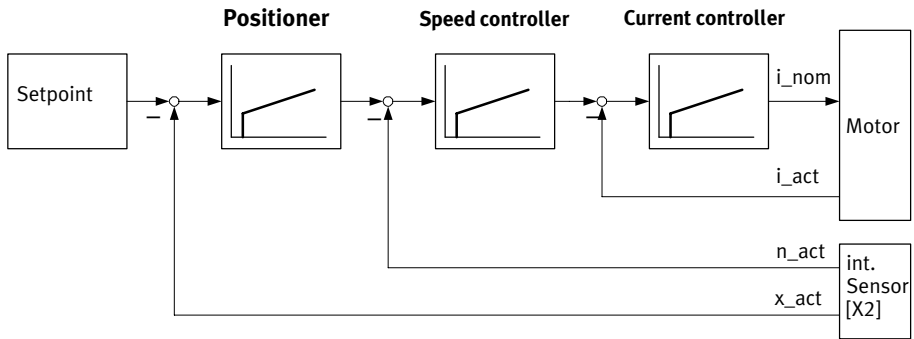 Positioner
Speed controller
Current controller
Setpoint
i_nom
Motor
i_act
n_act
int.
Sensor
[X2]
x_act
−
−
−